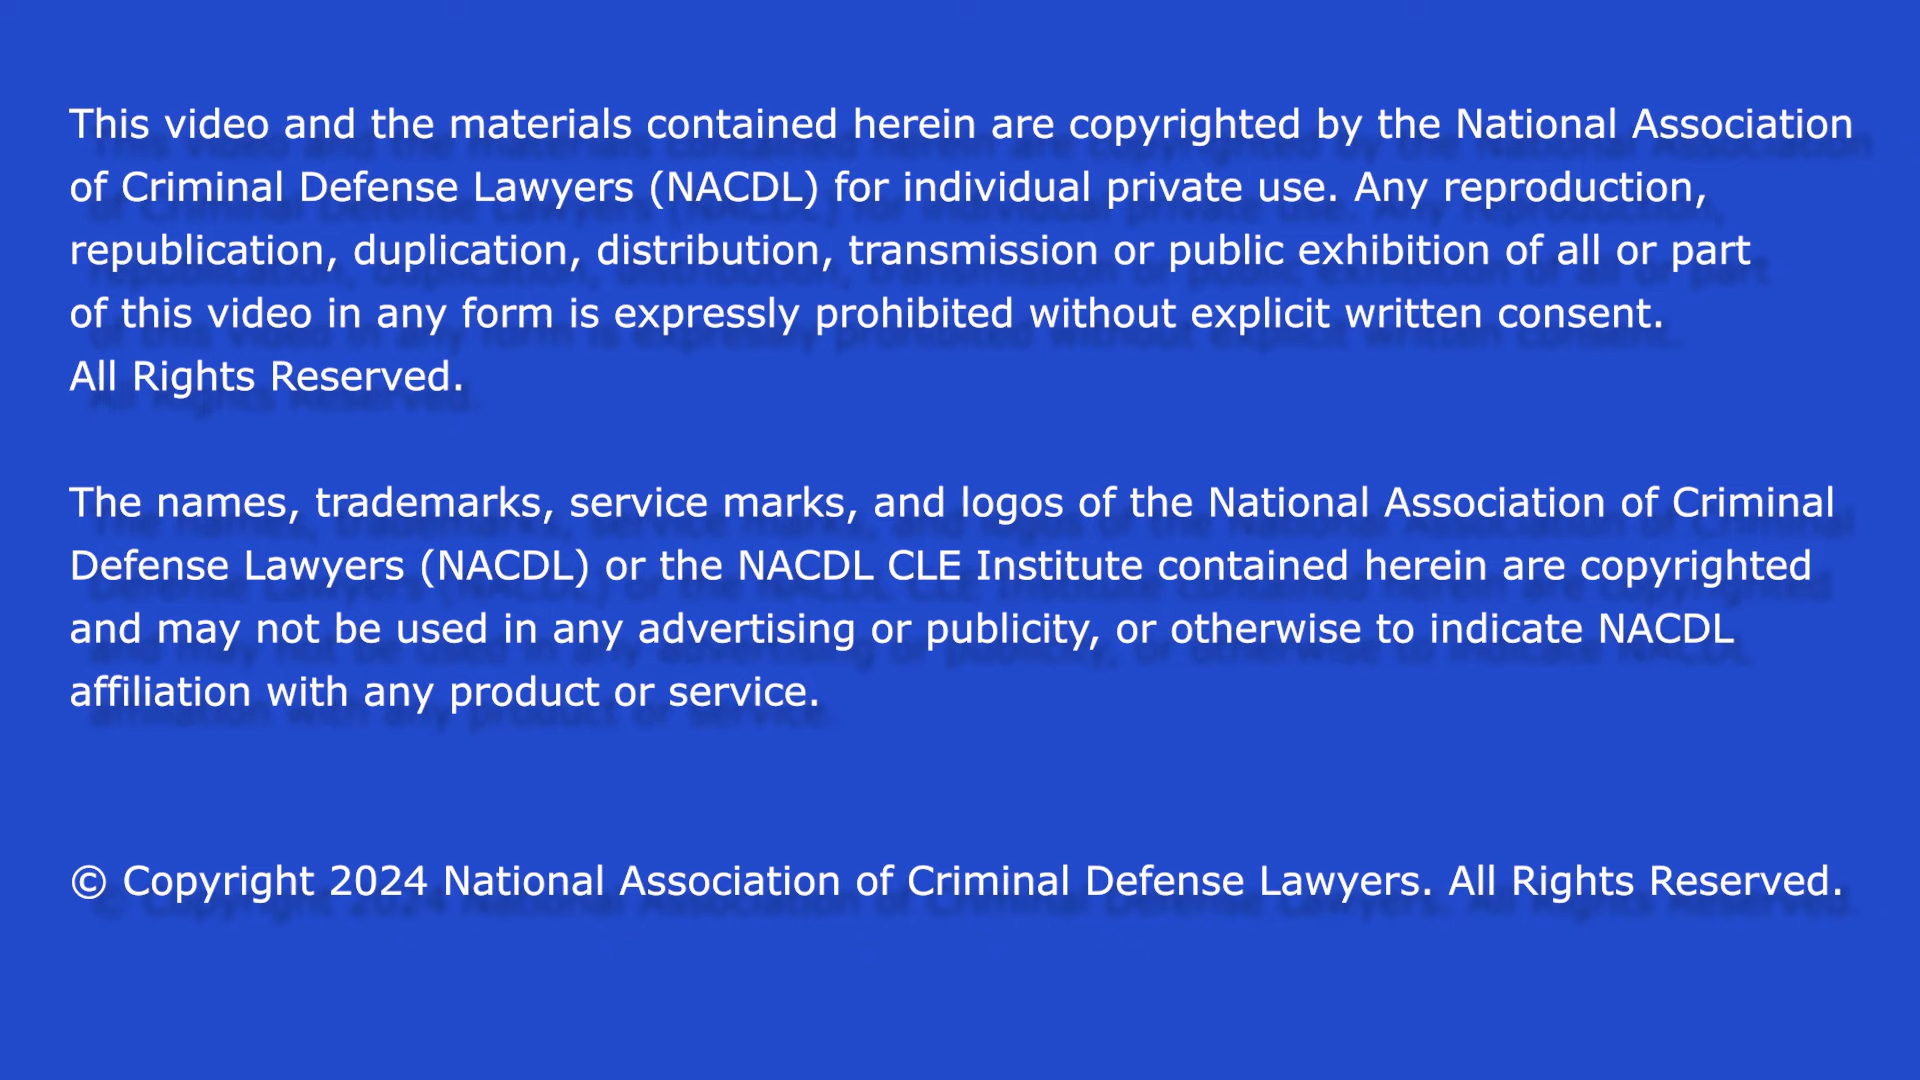 This video and the materials contained herein are copyrighted by the National Association
of Criminal Defense Lawyers (NACDL) for individual private use. Any reproduction,
republication, duplication, distribution, transmission or public exhibition of all or part
of this video in any form is expressly prohibited without explicit written consent.
All Rights Reserved.
The names, trademarks, service marks, and logos of the National Association of Criminal
Defense Lawyers (NACDL) or the NACDL CLE Institute contained herein are copyrighted
and may not be used in any advertising or publicity, or otherwise to indicate NACDL
affiliation with any product or service.
© Copyright 2024 National Association of Criminal Defense Lawyers. All Rights Reserved.